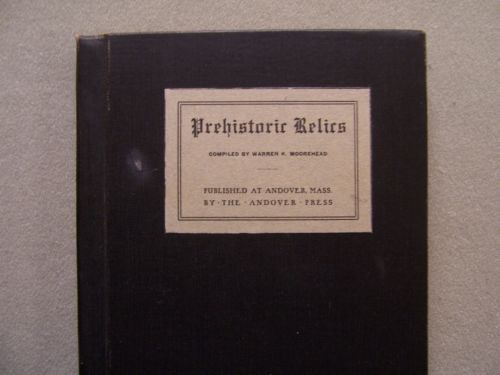 Prehistoric Relics
COMPILED BY WARREN K. MOOREHEAD
PUBLISHED AT ANDOVER, MASS.
BY · THE · ANDOVER · PRESS